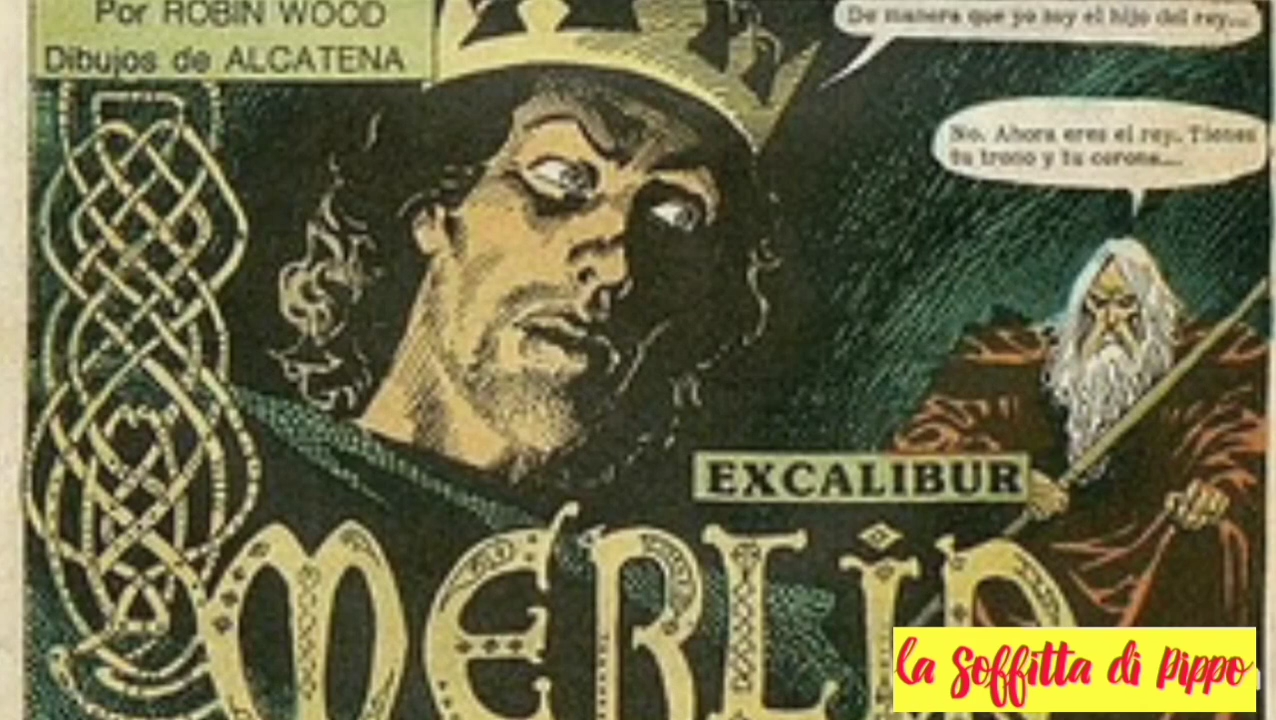 Por ROBIN WOOD
Dibujos de ALCATENA
De manera que yo soy el hijo del rey...
No. Ahora eres el rey. Tienes
tu trono y tu corona...
EXCALIBUR
MERLIN
la Soffitta di Pippo